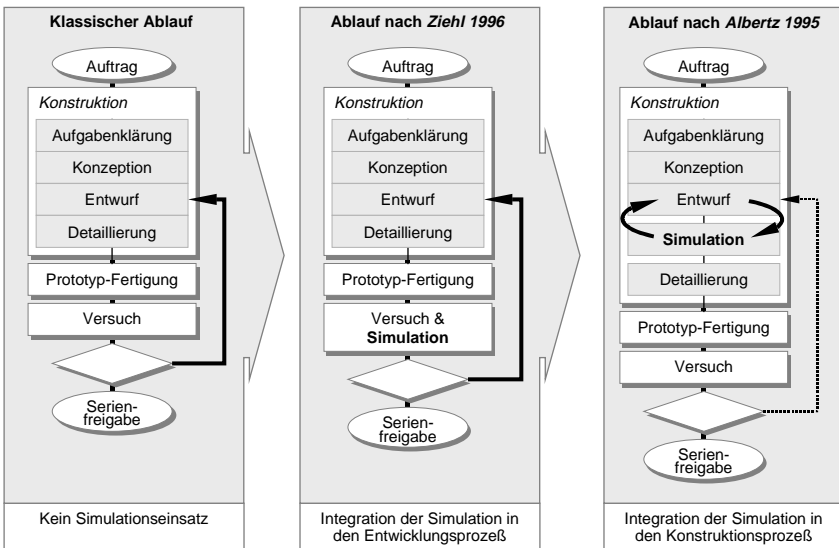 Klassischer Ablauf
Auftrag
Konstruktion
Aufgabenklärung
Konzeption
Entwurf
Detaillierung
Prototyp-Fertigung
Versuch
Serien-
freigabe
Kein Simulationseinsatz
Ablauf nach Ziehl 1996
Auftrag
Konstruktion
Aufgabenklärung
Konzeption
Entwurf
Detaillierung
Prototyp-Fertigung
Versuch &
Simulation
Serien-
freigabe
Integration der Simulation in
den Entwicklungsprozeß
Ablauf nach Albertz 1995
Auftrag
Konstruktion
Aufgabenklärung
Konzeption
Entwurf
Simulation
Detaillierung
Prototyp-Fertigung
Versuch
Serien-
freigabe
Integration der Simulation in
den Konstruktionsprozeß